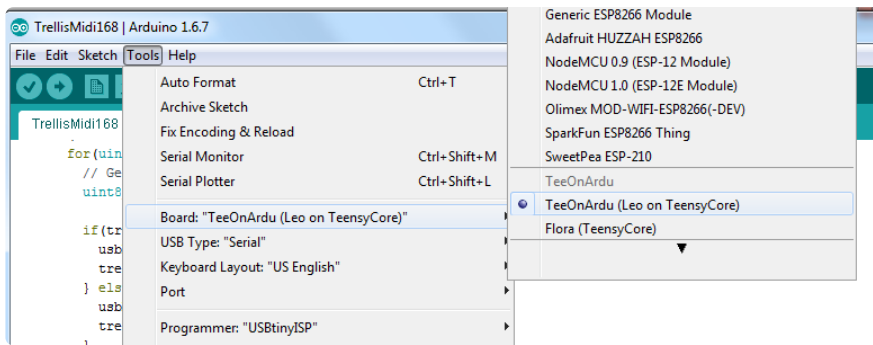 TrellisMidi168 | Arduino 1.6.7
File Edit Sketch Tools Help
TrellisMidi168
for(uin
// Ge
uint8
if(tr
usb
tre
} els
usb
tre
Auto Format Ctrl+T
Archive Sketch
Fix Encoding & Reload
Serial Monitor Ctrl+Shift+M
Serial Plotter Ctrl+Shift+L
Board: "TeeOnArdu (Leo on TeensyCore)"
USB Type: "Serial"
Keyboard Layout: "US English"
Port
Programmer: "USBtinyISP"
Generic ESP8266 Module
Adafruit HUZZAH ESP8266
NodeMCU 0.9 (ESP-12 Module)
NodeMCU 1.0 (ESP-12E Module)
Olimex MOD-WIFI-ESP8266(-DEV)
SparkFun ESP8266 Thing
SweetPea ESP-210
TeeOnArdu
TeeOnArdu (Leo on TeensyCore)
Flora (TeensyCore)